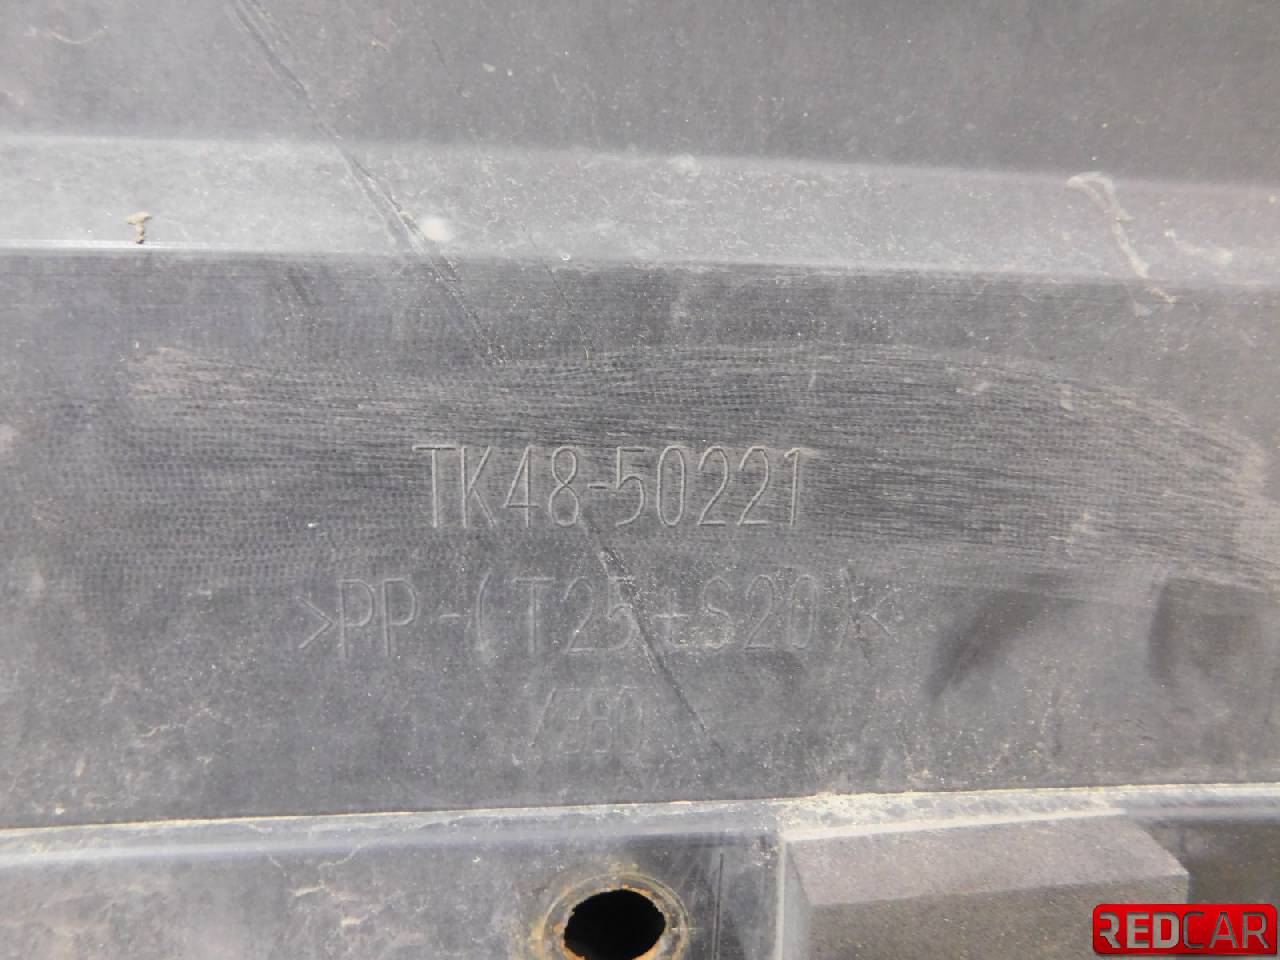 TK48-50221
>PP-(T25+S20)<
REDCAR